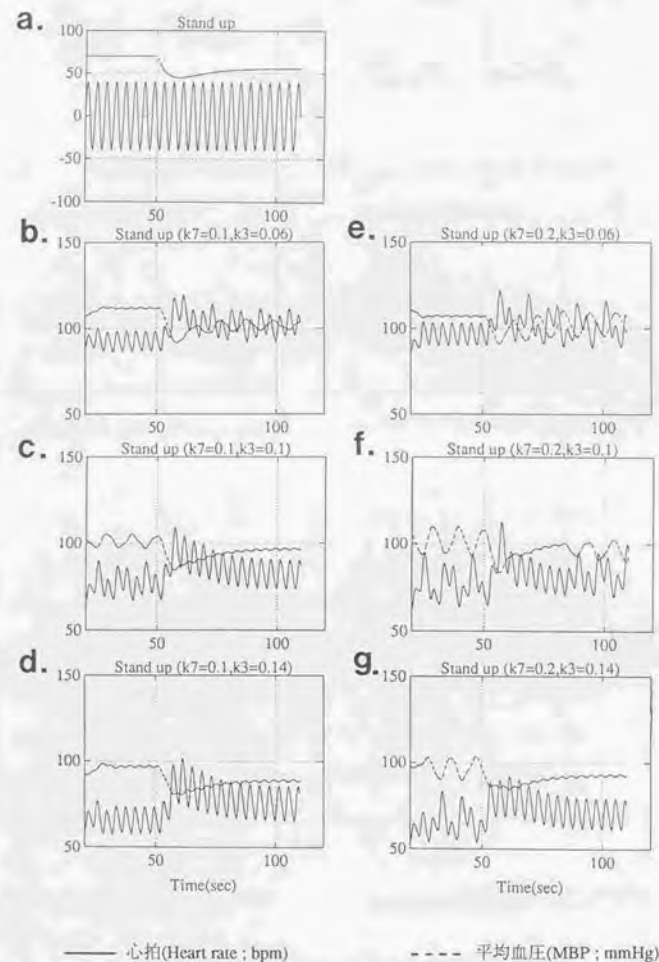 a.
Stand up
100
50
0
-50
-100
50
100
b.
Stand up (k7=0.1,k3=0.06)
150
100
50
50
100
e.
Stand up (k7=0.2,k3=0.06)
150
100
50
50
100
c.
Stand up (k7=0.1,k3=0.1)
150
100
50
50
100
f.
Stand up (k7=0.2,k3=0.1)
150
100
50
50
100
d.
Stand up (k7=0.1,k3=0.14)
150
100
50
50
100
Time(sec)
g.
Stand up (k7=0.2,k3=0.14)
150
100
50
50
100
Time(sec)
心拍(Heart rate ; bpm)
平均血圧(MBP ; mmHg)